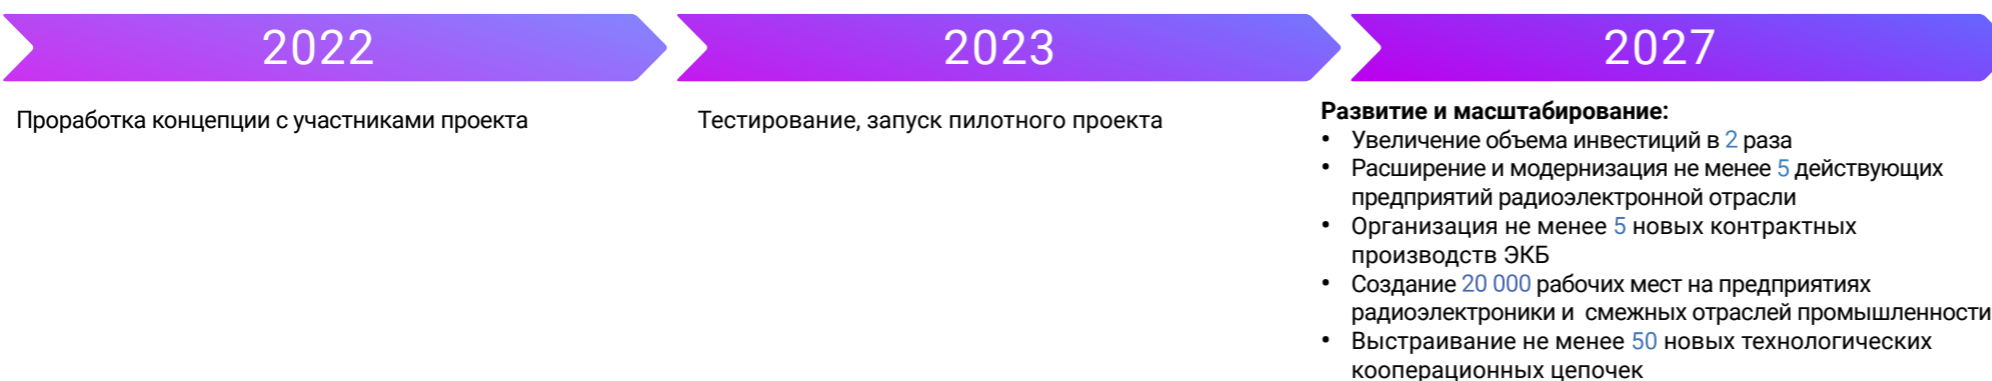 2022
2023
2027
Проработка концепции с участниками проекта
Тестирование, запуск пилотного проекта
Развитие и масштабирование:
• Увеличение объема инвестиций в 2 раза
• Расширение и модернизация не менее 5 действующих
предприятий радиоэлектронной отрасли
• Организация не менее 5 новых контрактных
производств ЭКБ
• Создание 20 000 рабочих мест на предприятиях
радиоэлектроники и смежных отраслей промышленности
• Выстраивание не менее 50 новых технологических
кооперационных цепочек